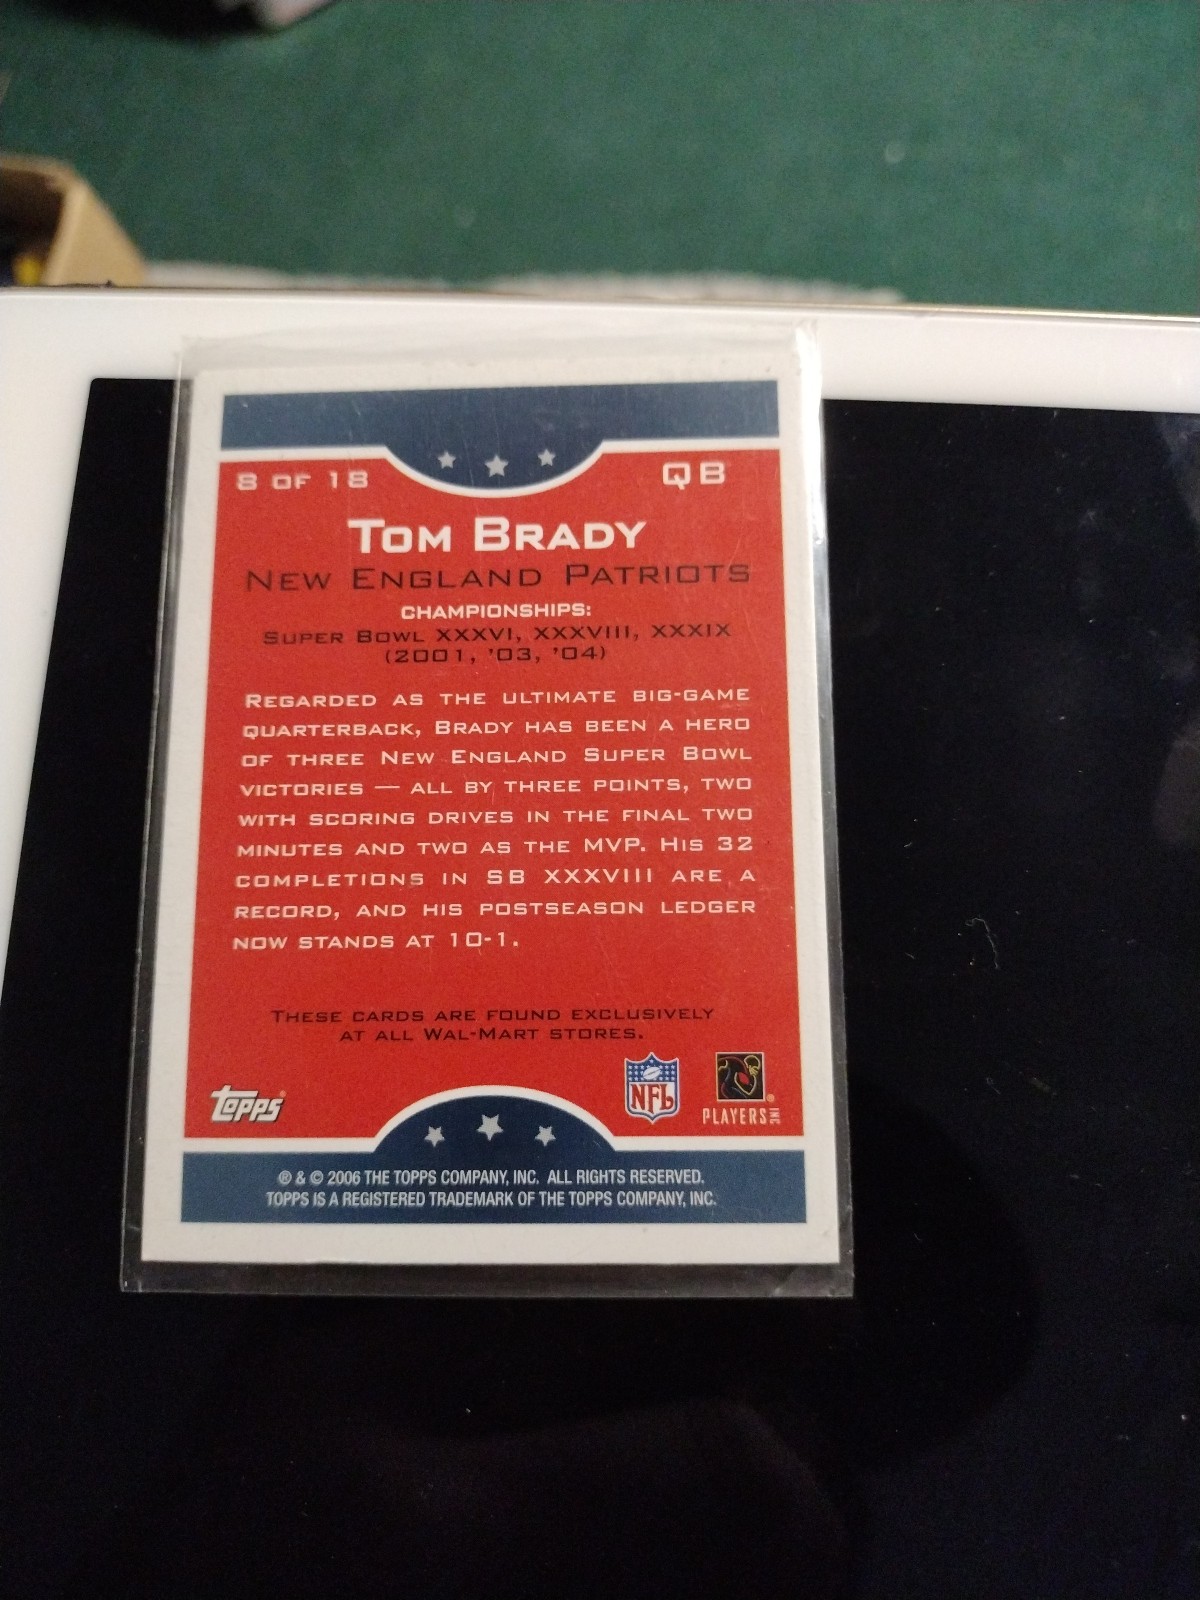 8 OF 18
QB
TOM BRADY
NEW ENGLAND PATRIOTS
CHAMPIONSHIPS:
SUPER BOWL XXXVI, XXXVIII, XXXIX
(2001, '03, '04)
REGARDED AS THE ULTIMATE BIG-GAME
QUARTERBACK, BRADY HAS BEEN A HERO
OF THREE NEW ENGLAND SUPER BOWL
VICTORIES — ALL BY THREE POINTS, TWO
WITH SCORING DRIVES IN THE FINAL TWO
MINUTES AND TWO AS THE MVP. HIS 32
COMPLETIONS IN SB XXXVIII ARE A
RECORD, AND HIS POSTSEASON LEDGER
NOW STANDS AT 10-1.
THESE CARDS ARE FOUND EXCLUSIVELY
AT ALL WAL-MART STORES.
topps®
NFL
PLAYERS INC ®
® & © 2006 THE TOPPS COMPANY, INC. ALL RIGHTS RESERVED.
TOPPS IS A REGISTERED TRADEMARK OF THE TOPPS COMPANY, INC.